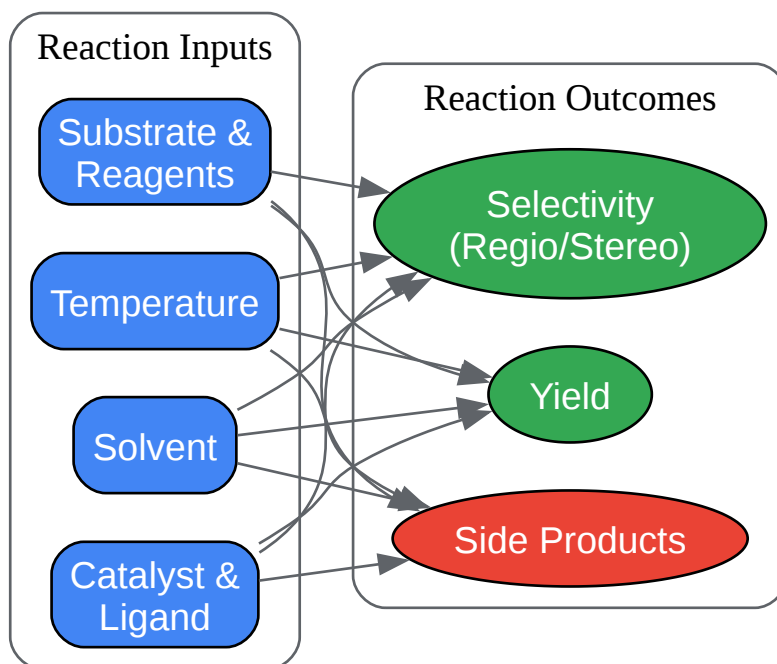 Reaction Inputs
Substrate &
Reagents
Temperature
Solvent
Catalyst &
Ligand
Reaction Outcomes
Selectivity
(Regio/Stereo)
Yield
Side Products